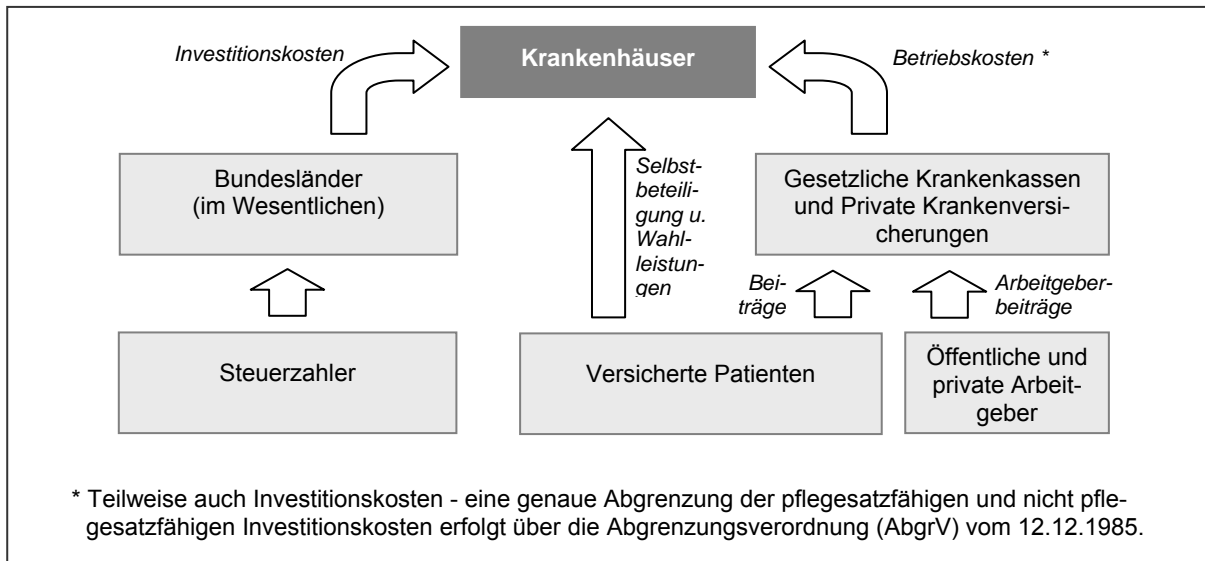 Investitionskosten
Krankenhäuser
Betriebskosten *
Bundesländer
(im Wesentlichen)
Selbst-
beteili-
gung u.
Wahl-
leistun-
gen
Gesetzliche Krankenkassen
und Private Krankenversi-
cherungen
Bei-
träge
Arbeitgeber-
beiträge
Steuerzahler
Versicherte Patienten
Öffentliche und
private Arbeit-
geber
* Teilweise auch Investitionskosten - eine genaue Abgrenzung der pflegesatzfähigen und nicht pfle-
gesatzfähigen Investitionskosten erfolgt über die Abgrenzungsverordnung (AbgrV) vom 12.12.1985.